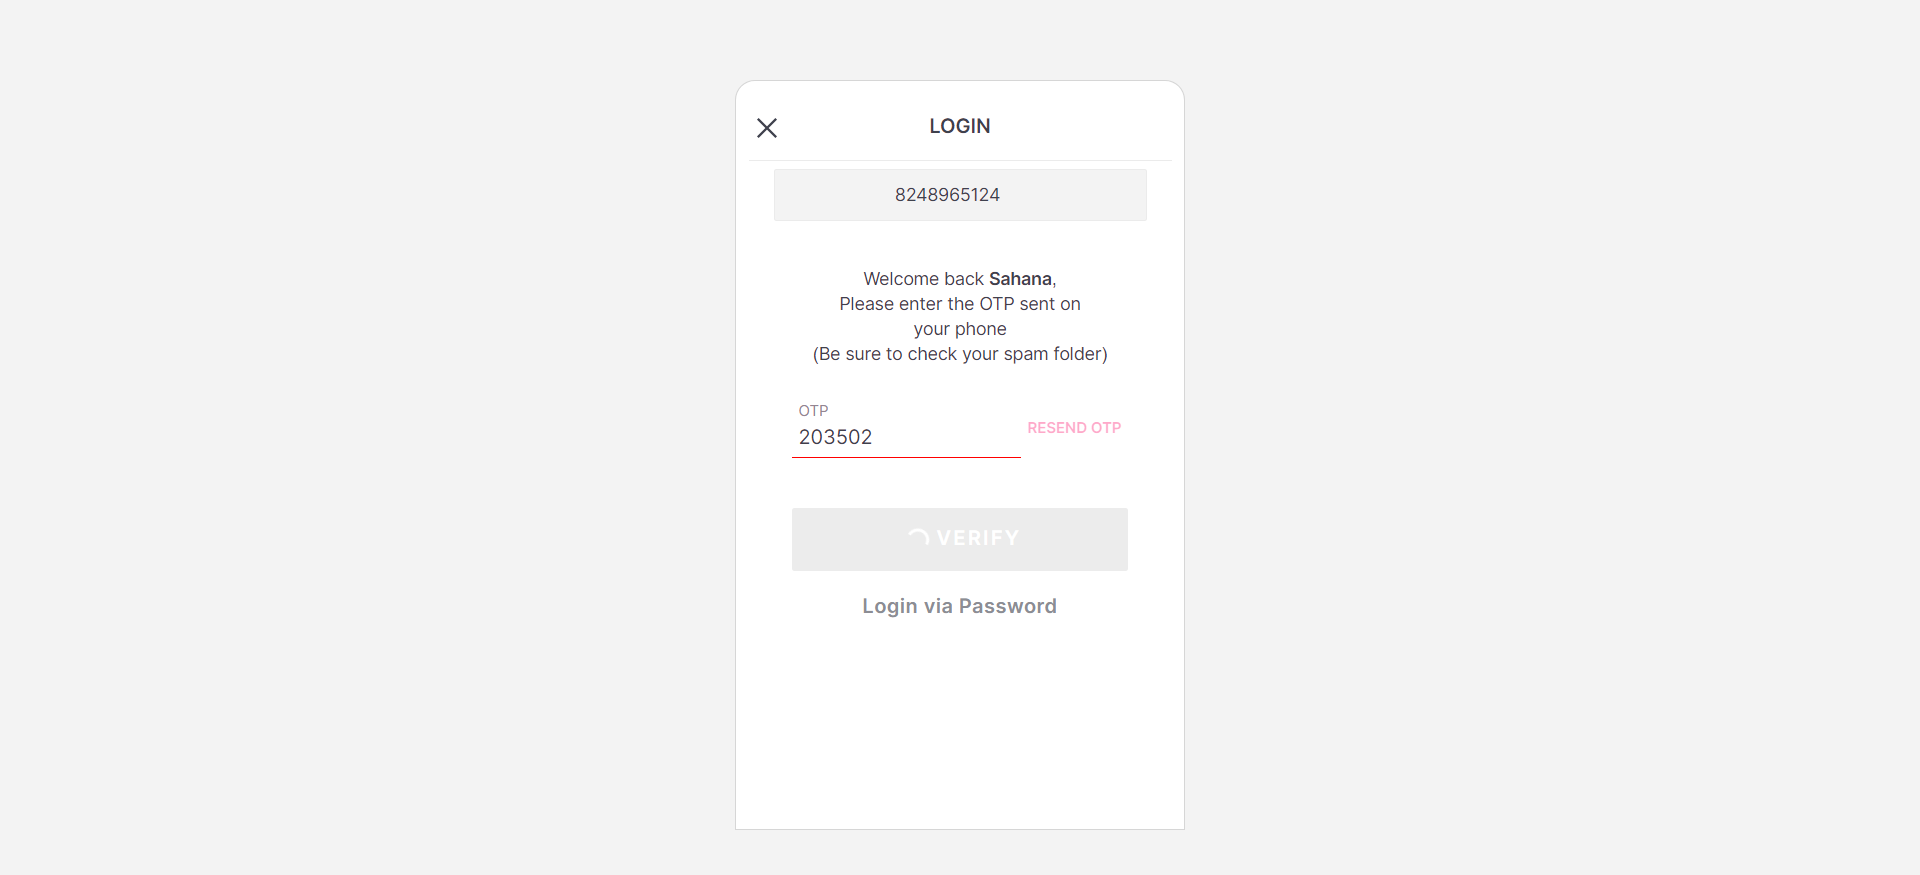 LOGIN
8248965124
Welcome back Sahana,
Please enter the OTP sent on
your phone
(Be sure to check your spam folder)
OTP
203502
RESEND OTP
VERIFY
Login via Password